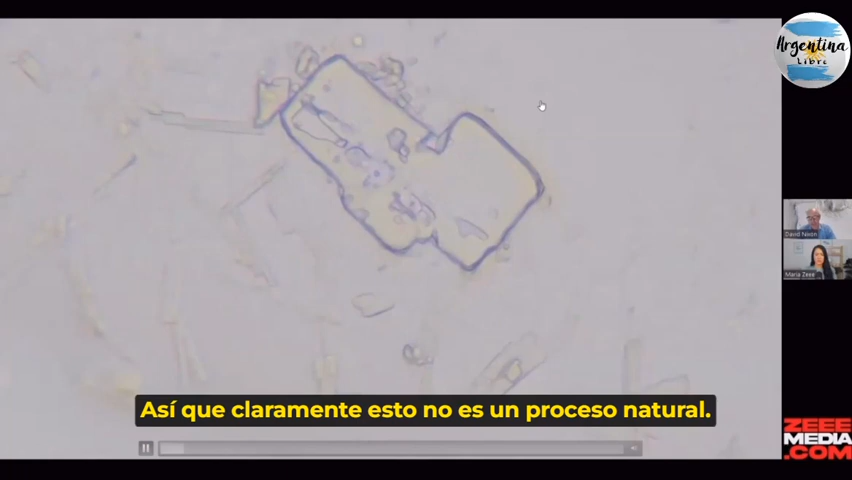 Argentina
Libre
David Nixon
Maria Zeee
Así que claramente esto no es un proceso natural.
ZEEE
MEDIA
.COM